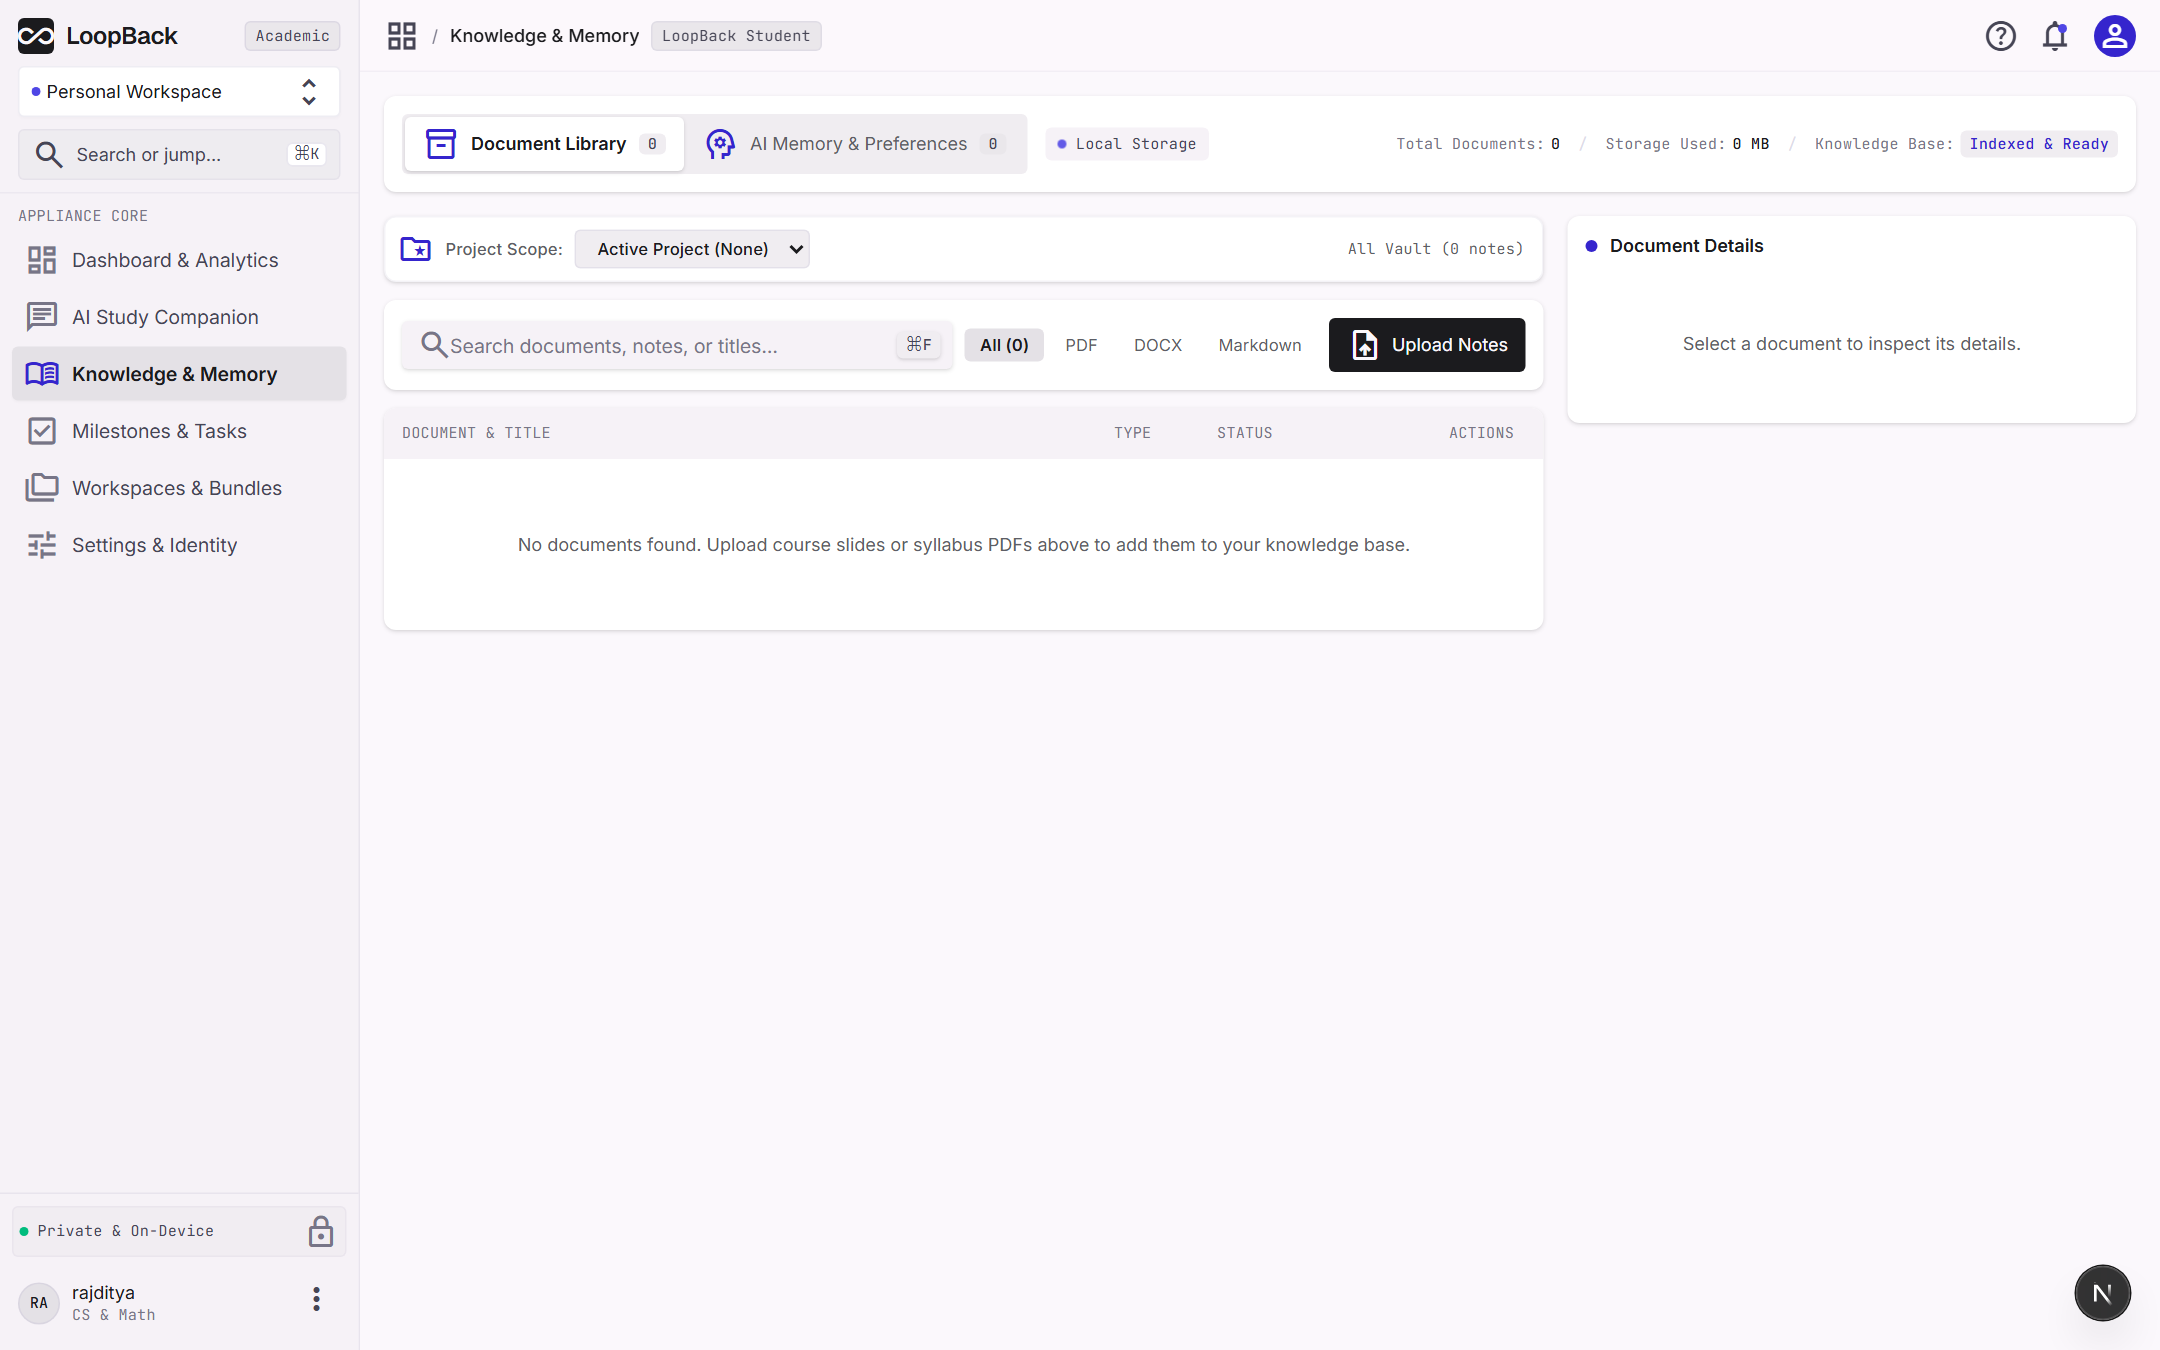 LoopBack
Academic
Personal Workspace
Search or jump...
⌘K
APPLIANCE CORE
Dashboard & Analytics
AI Study Companion
Knowledge & Memory
Milestones & Tasks
Workspaces & Bundles
Settings & Identity
Private & On-Device
RA
rajditya
CS & Math
/ Knowledge & Memory
LoopBack Student
Document Library 0
AI Memory & Preferences 0
Local Storage
Total Documents: 0 / Storage Used: 0 MB / Knowledge Base: Indexed & Ready
Project Scope: Active Project (None)
All Vault (0 notes)
Search documents, notes, or titles...
⌘F
All (0)
PDF
DOCX
Markdown
Upload Notes
DOCUMENT & TITLE
TYPE
STATUS
ACTIONS
No documents found. Upload course slides or syllabus PDFs above to add them to your knowledge base.
Document Details
Select a document to inspect its details.
N